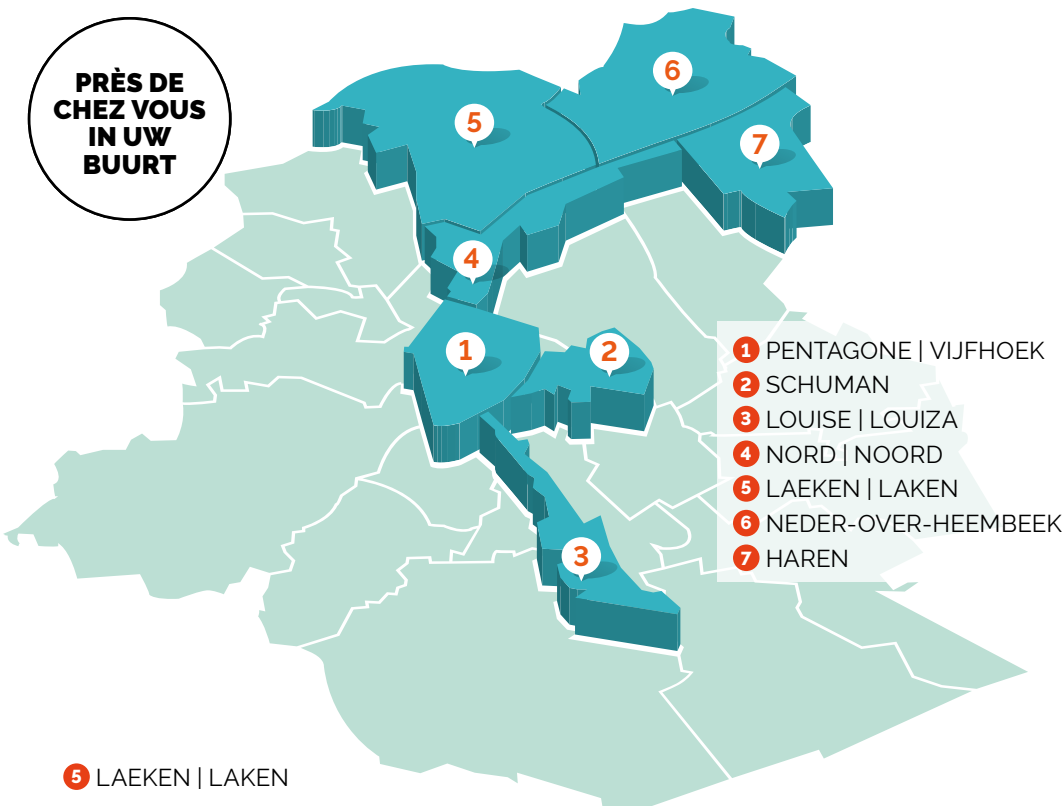 PRÈS DE
CHEZ VOUS
IN UW
BUURT
6
5
7
4
1
2
3
1 PENTAGONE | VIJFHOEK
2 SCHUMAN
3 LOUISE | LOUIZA
4 NORD | NOORD
5 LAEKEN | LAKEN
6 NEDER-OVER-HEEMBEEK
7 HAREN
5 LAEKEN | LAKEN